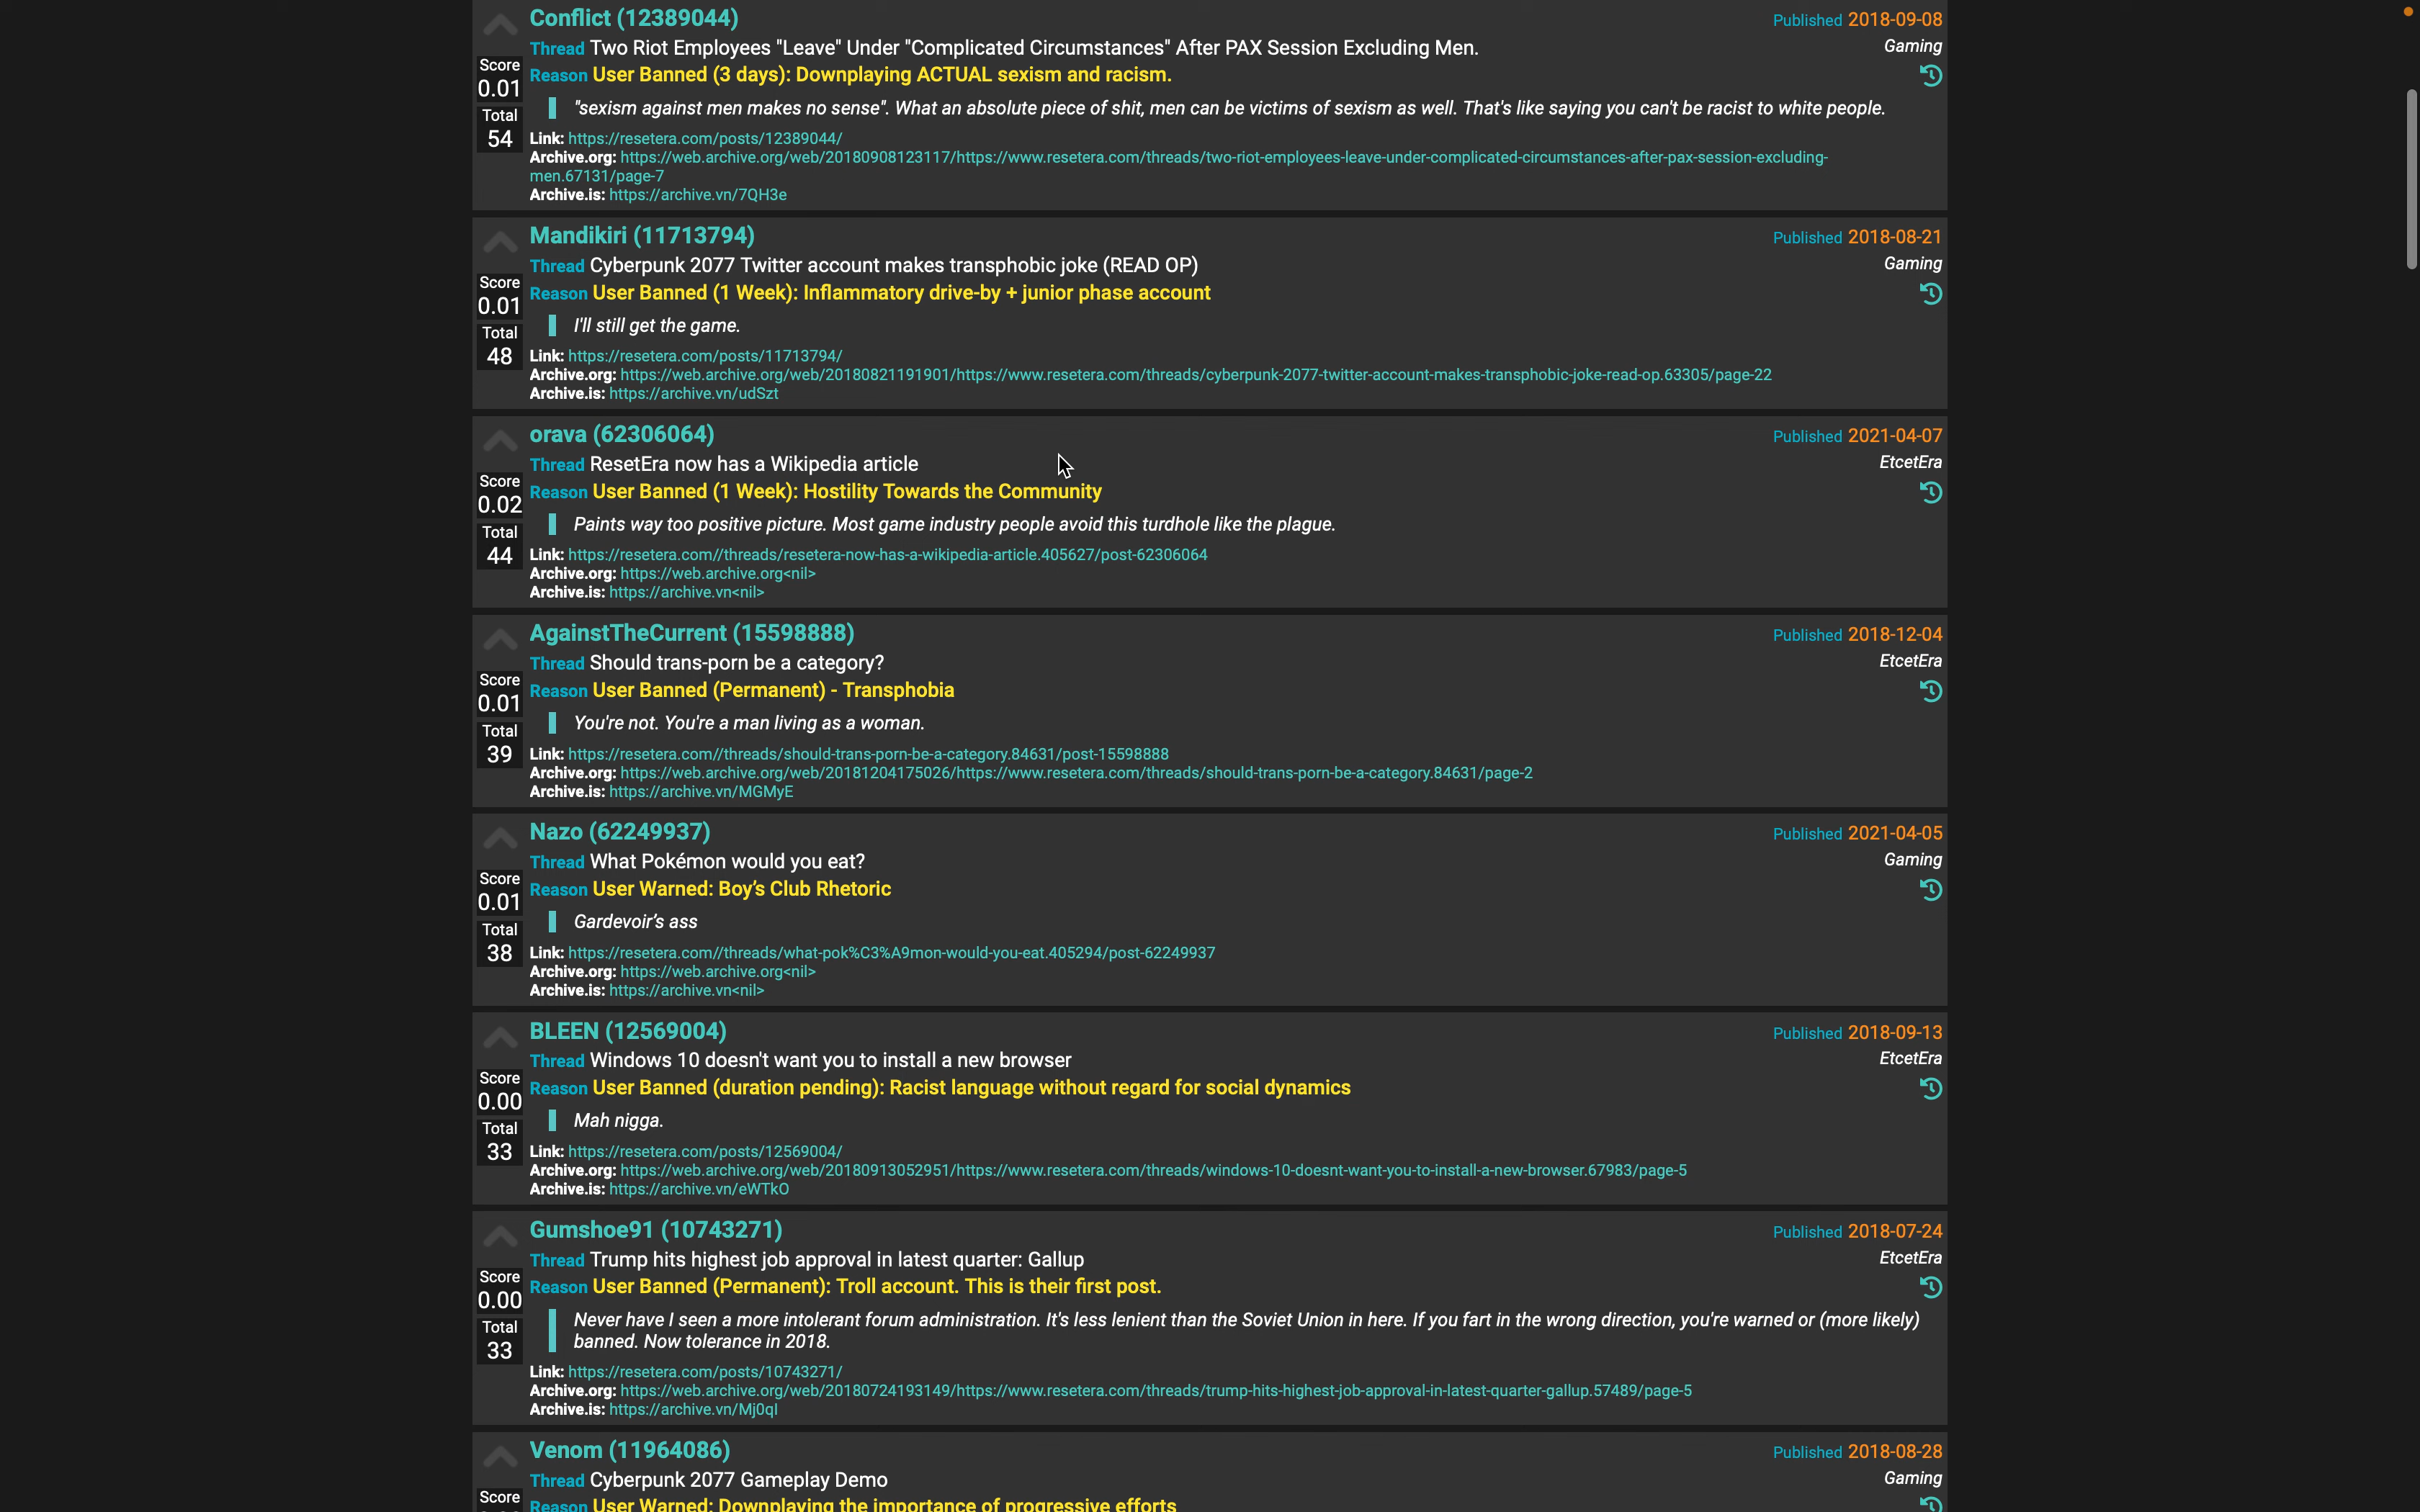 Conflict (12389044)
Published 2018-09-08
Thread Two Riot Employees "Leave" Under "Complicated Circumstances" After PAX Session Excluding Men.
Gaming
Score
0.01
Reason User Banned (3 days): Downplaying ACTUAL sexism and racism.
"sexism against men makes no sense". What an absolute piece of shit, men can be victims of sexism as well. That's like saying you can't be racist to white people.
Total
54
Link: https://resetera.com/posts/12389044/
Archive.org: https://web.archive.org/web/20180908123117/https://www.resetera.com/threads/two-riot-employees-leave-under-complicated-circumstances-after-pax-session-excluding-
men.67131/page-7
Archive.is: https://archive.vn/7QH3e
Mandikiri (11713794)
Published 2018-08-21
Thread Cyberpunk 2077 Twitter account makes transphobic joke (READ OP)
Gaming
Score
0.01
Reason User Banned (1 Week): Inflammatory drive-by + junior phase account
I'll still get the game.
Total
48
Link: https://resetera.com/posts/11713794/
Archive.org: https://web.archive.org/web/20180821191901/https://www.resetera.com/threads/cyberpunk-2077-twitter-account-makes-transphobic-joke-read-op.63305/page-22
Archive.is: https://archive.vn/udSzt
orava (62306064)
Published 2021-04-07
Thread ResetEra now has a Wikipedia article
EtcetEra
Score
0.02
Reason User Banned (1 Week): Hostility Towards the Community
Paints way too positive picture. Most game industry people avoid this turdhole like the plague.
Total
44
Link: https://resetera.com//threads/resetera-now-has-a-wikipedia-article.405627/post-62306064
Archive.org: https://web.archive.org<nil>
Archive.is: https://archive.vn<nil>
AgainstTheCurrent (15598888)
Published 2018-12-04
Thread Should trans-porn be a category?
EtcetEra
Score
0.01
Reason User Banned (Permanent) - Transphobia
You're not. You're a man living as a woman.
Total
39
Link: https://resetera.com//threads/should-trans-porn-be-a-category.84631/post-15598888
Archive.org: https://web.archive.org/web/20181204175026/https://www.resetera.com/threads/should-trans-porn-be-a-category.84631/page-2
Archive.is: https://archive.vn/MGMyE
Nazo (62249937)
Published 2021-04-05
Thread What Pokémon would you eat?
Gaming
Score
0.01
Reason User Warned: Boy’s Club Rhetoric
Gardevoir’s ass
Total
38
Link: https://resetera.com//threads/what-pok%C3%A9mon-would-you-eat.405294/post-62249937
Archive.org: https://web.archive.org<nil>
Archive.is: https://archive.vn<nil>
BLEEN (12569004)
Published 2018-09-13
Thread Windows 10 doesn't want you to install a new browser
EtcetEra
Score
0.00
Reason User Banned (duration pending): Racist language without regard for social dynamics
Mah nigga.
Total
33
Link: https://resetera.com/posts/12569004/
Archive.org: https://web.archive.org/web/20180913052951/https://www.resetera.com/threads/windows-10-doesnt-want-you-to-install-a-new-browser.67983/page-5
Archive.is: https://archive.vn/eWTkO
Gumshoe91 (10743271)
Published 2018-07-24
Thread Trump hits highest job approval in latest quarter: Gallup
EtcetEra
Score
0.00
Reason User Banned (Permanent): Troll account. This is their first post.
Never have I seen a more intolerant forum administration. It's less lenient than the Soviet Union in here. If you fart in the wrong direction, you're warned or (more likely)
banned. Now tolerance in 2018.
Total
33
Link: https://resetera.com/posts/10743271/
Archive.org: https://web.archive.org/web/20180724193149/https://www.resetera.com/threads/trump-hits-highest-job-approval-in-latest-quarter-gallup.57489/page-5
Archive.is: https://archive.vn/Mj0qI
Venom (11964086)
Published 2018-08-28
Thread Cyberpunk 2077 Gameplay Demo
Gaming
Score
Reason User Warned: Downplaying the importance of progressive efforts